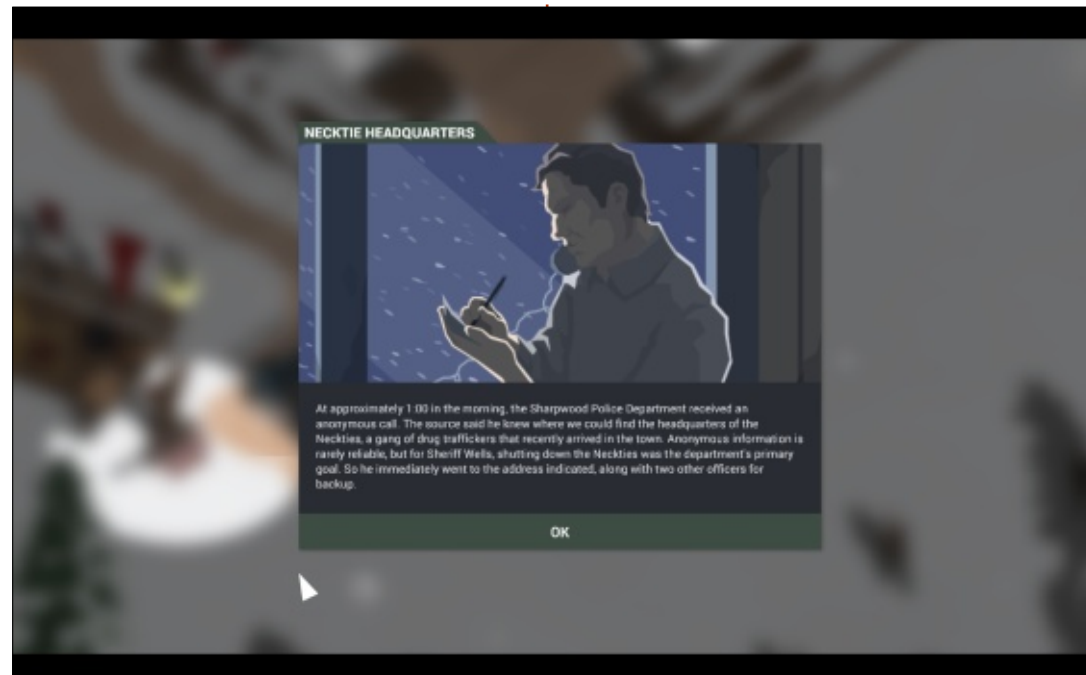 NECKTIE HEADQUARTERS
At approximately 1:00 in the morning, the Sharpwood Police Department received an
anonymous call. The source said he knew where we could find the headquarters of the
Neckties, a gang of drug traffickers that recently arrived in the town. Anonymous information is
rarely reliable, but for Sheriff Wells, shutting down the Neckties was the department's primary
goal. So he immediately went to the address indicated, along with two other officers for
backup.
OK